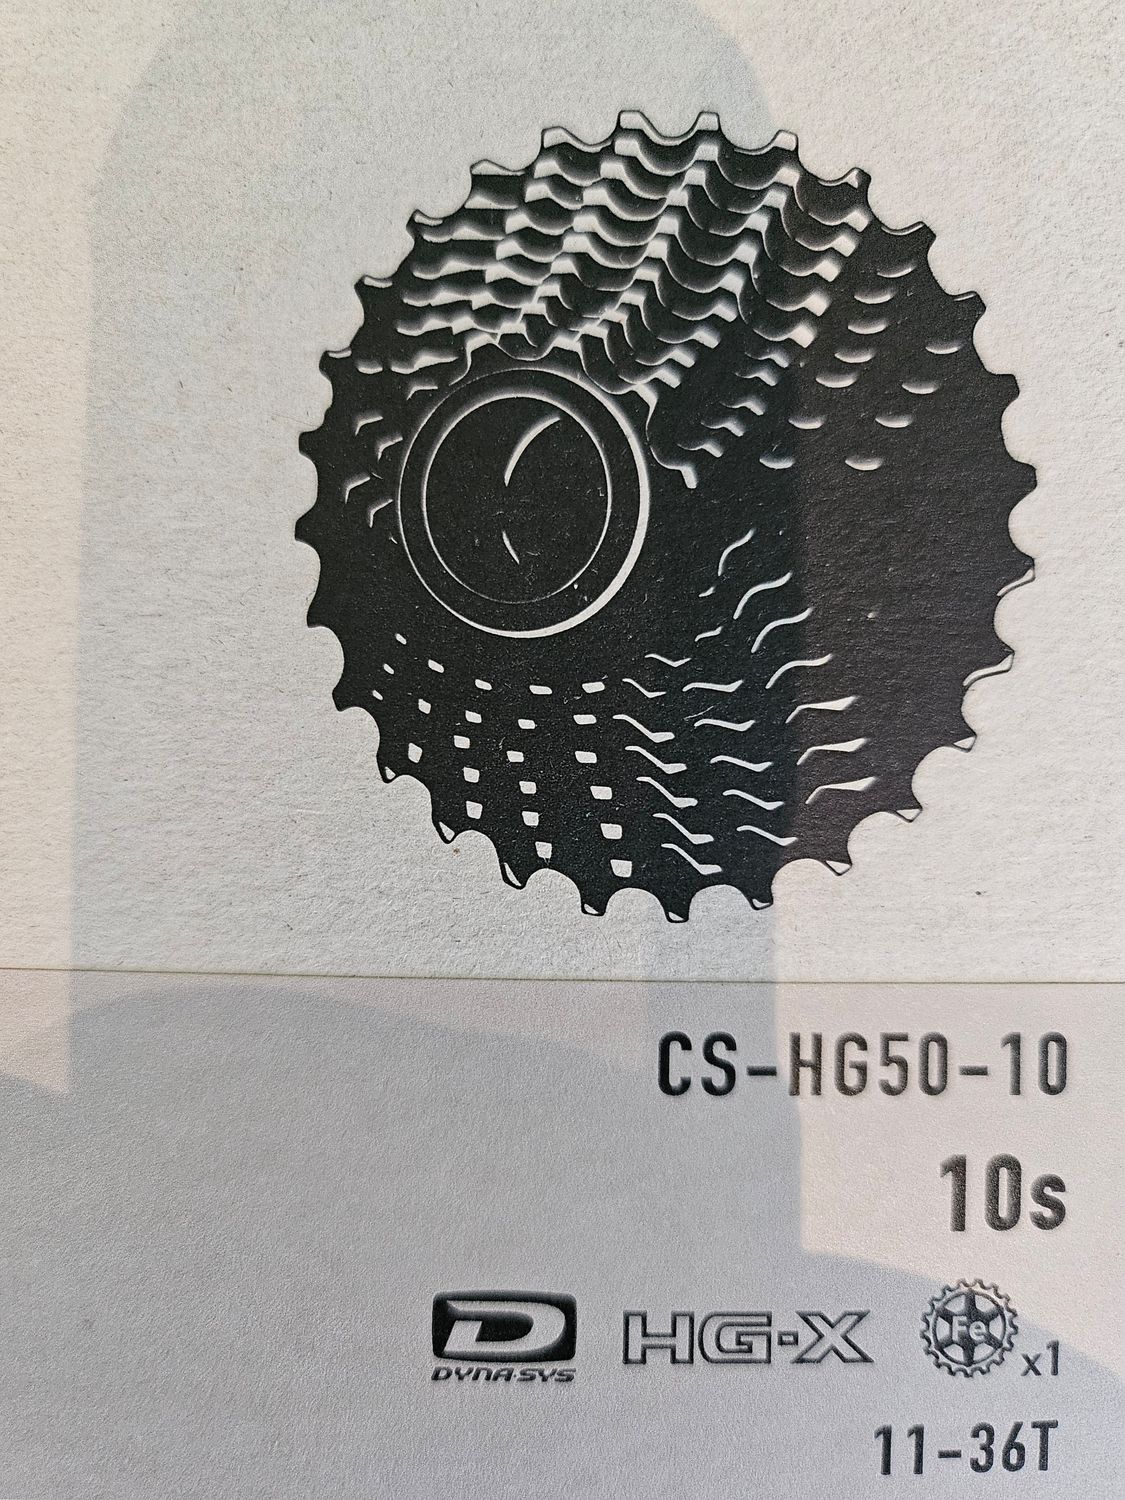 CS-HG50-10
10s
D DYNA-SYS HG-X Fe x1
11-36T